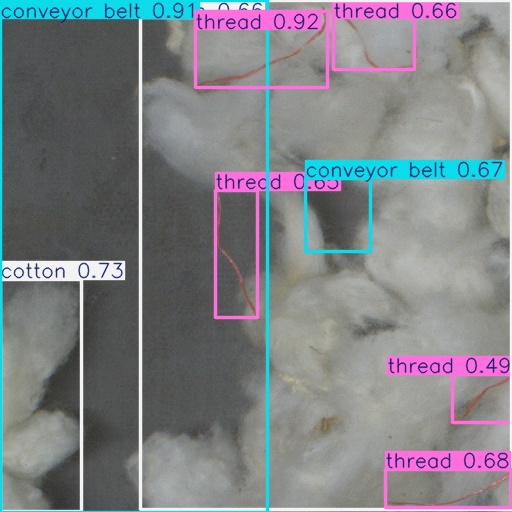 conveyor belt 0.91
0.66
thread 0.92
thread 0.66
thread 0.65
conveyor belt 0.67
cotton 0.73
thread 0.49
thread 0.68